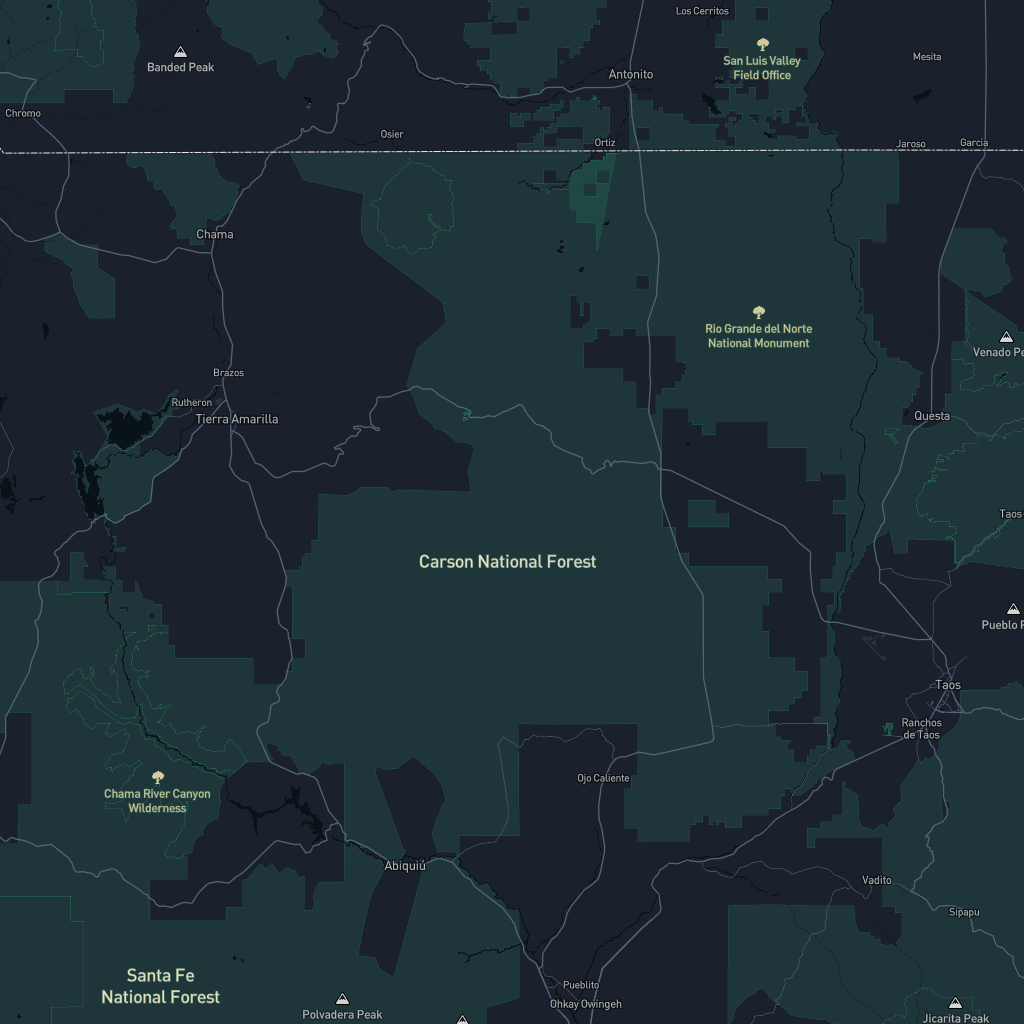 Los Cerritos
San Luis Valley
Field Office
Banded Peak
Antonito
Mesita
Chromo
Osier
Ortiz
Jaroso
Garcia
Chama
Rio Grande del Norte
National Monument
Venado Pe
Brazos
Rutheron
Tierra Amarilla
Questa
Taos
Carson National Forest
Pueblo P
Taos
Ranchos
de Taos
Ojo Caliente
Chama River Canyon
Wilderness
Abiquiú
Vadito
Sipapu
Santa Fe
National Forest
Pueblito
Ohkay Owingeh
Polvadera Peak
Jicarita Peak